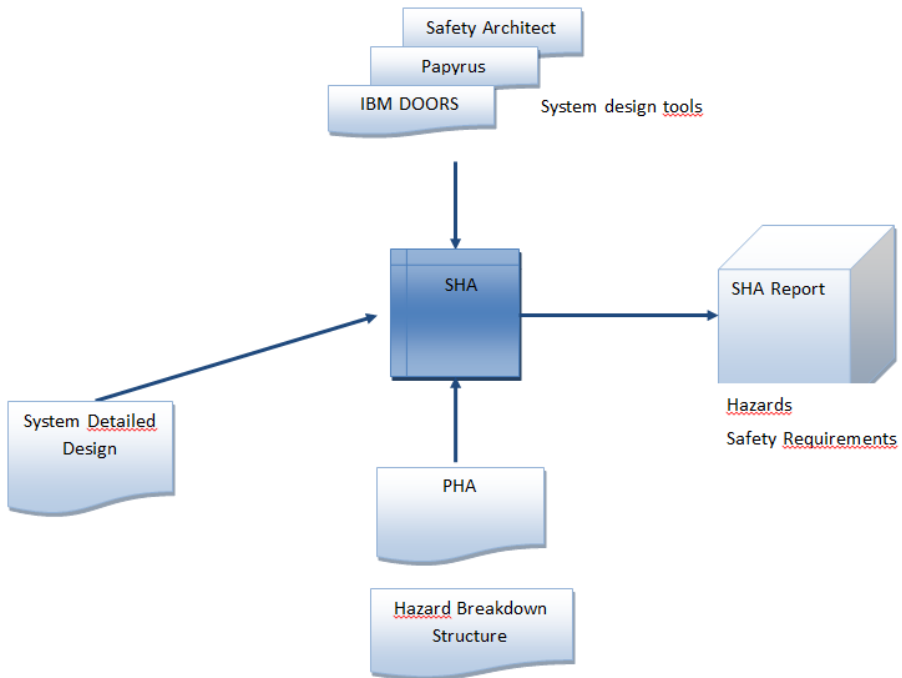 Safety Architect
Papyrus
IBM DOORS
System design tools
SHA
SHA Report
Hazards
Safety Requirements
System Detailed
Design
PHA
Hazard Breakdown
Structure